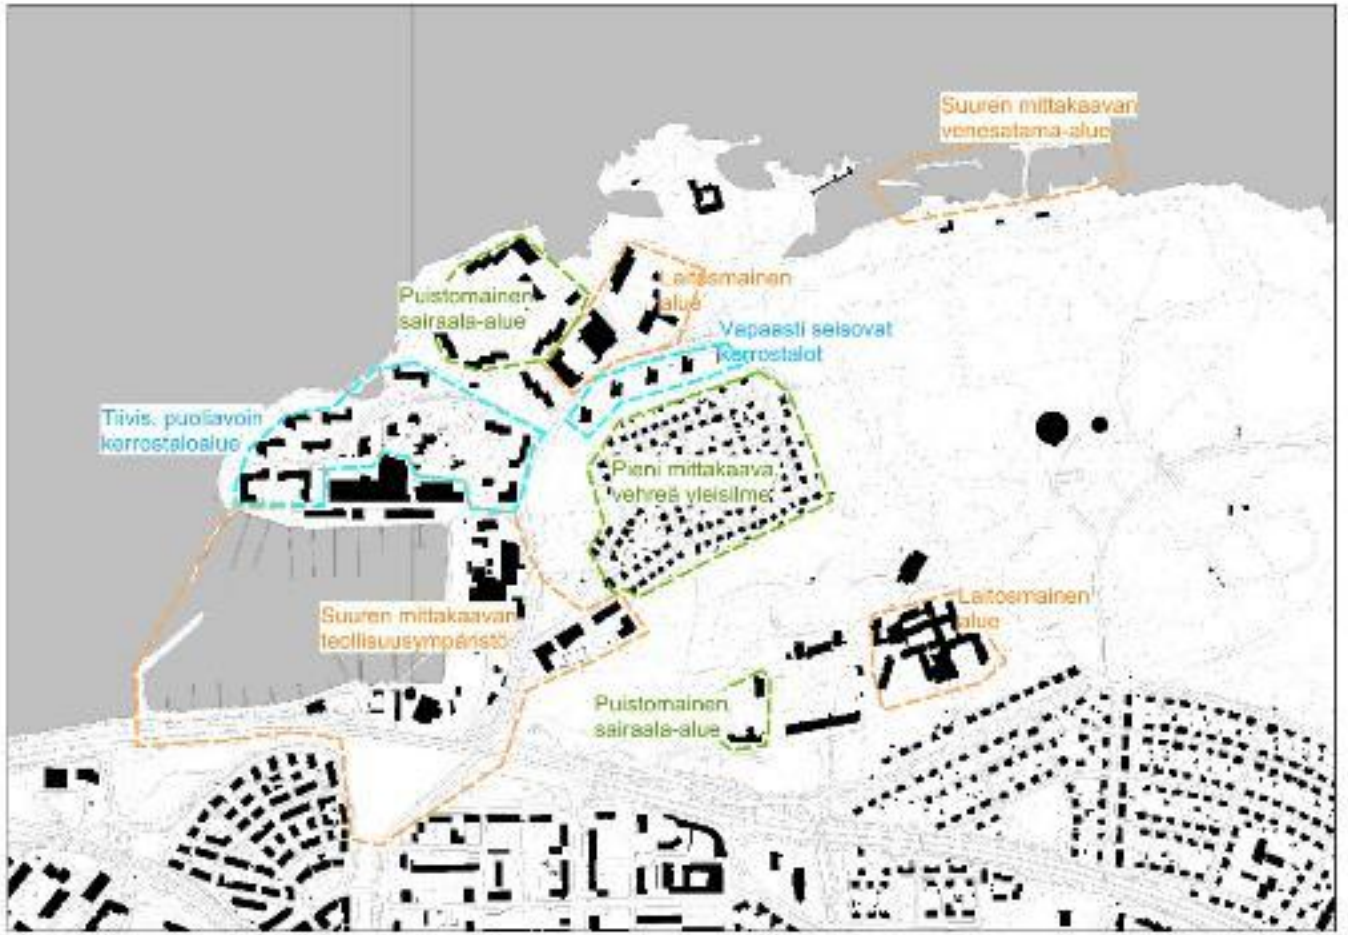 Suuren mittakaavan
venesatama-alue
Laitosmainen
alue
Puistomainen
sairaala-alue
Vapaasti seisovat
kerrostalot
Tiivis, puoliavoin
kerrostaloalue
Pieni mittakaava,
vehreä yleisilme
Suuren mittakaavan
teollisuusympäristö
Laitosmainen
alue
Puistomainen
sairaala-alue